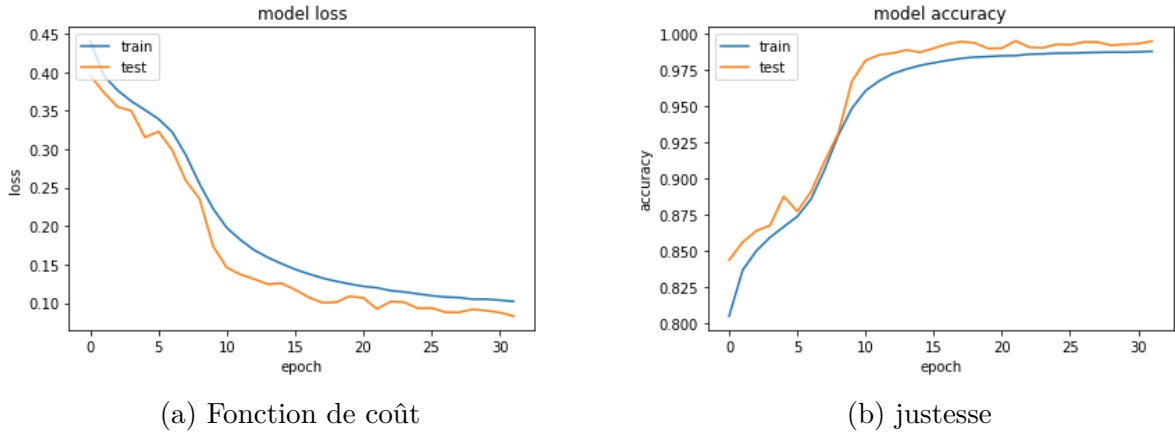 model loss
0.45
0.40
0.35
0.30
0.25
0.20
0.15
0.10
loss
train
test
0 5 10 15 20 25 30
epoch
(a) Fonction de coût
model accuracy
1.000
0.975
0.950
0.925
0.900
0.875
0.850
0.825
0.800
accuracy
train
test
0 5 10 15 20 25 30
epoch
(b) justesse